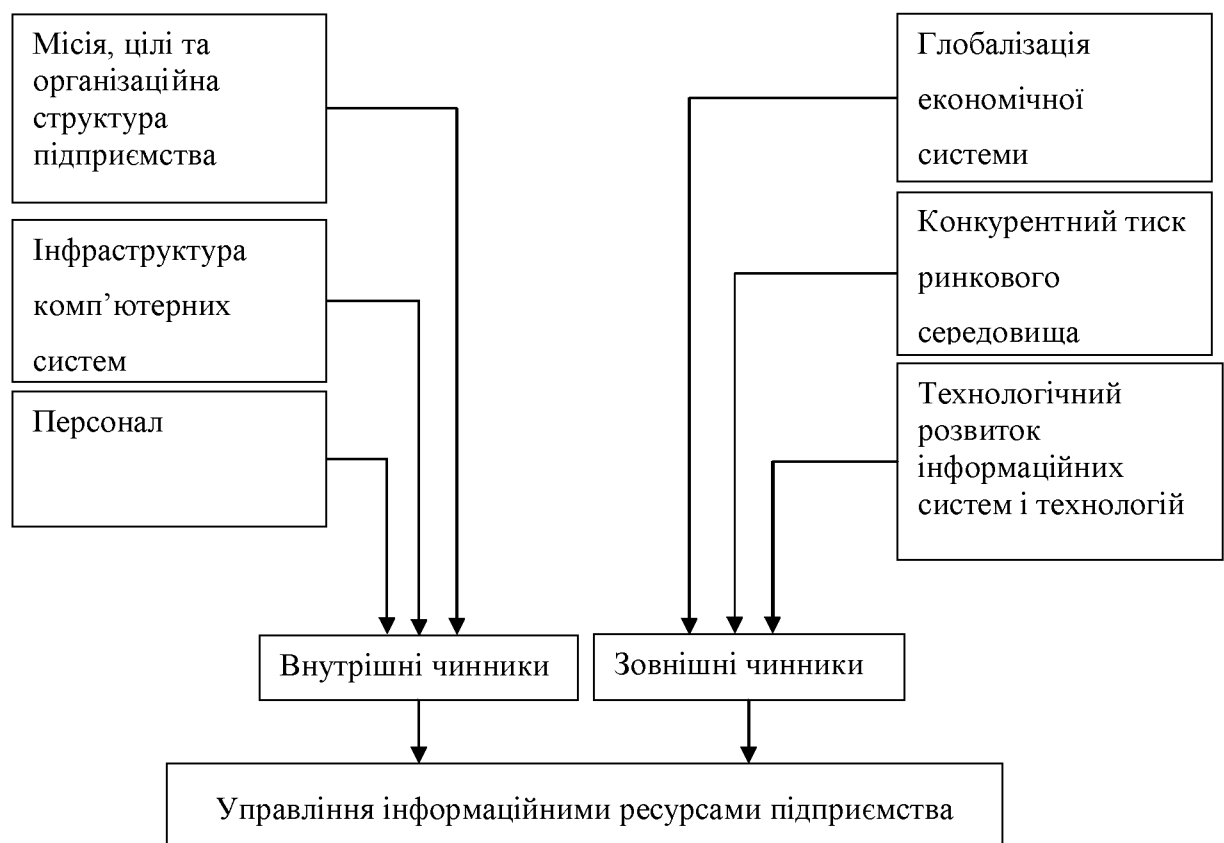 Місія, цілі та
організаційна
структура
підприємства
Інфраструктура
комп’ютерних
систем
Персонал
Глобалізація
економічної
системи
Конкурентний тиск
ринкового
середовища
Технологічний
розвиток
інформаційних
систем і технологій
Внутрішні чинники
Зовнішні чинники
Управління інформаційними ресурсами підприємства